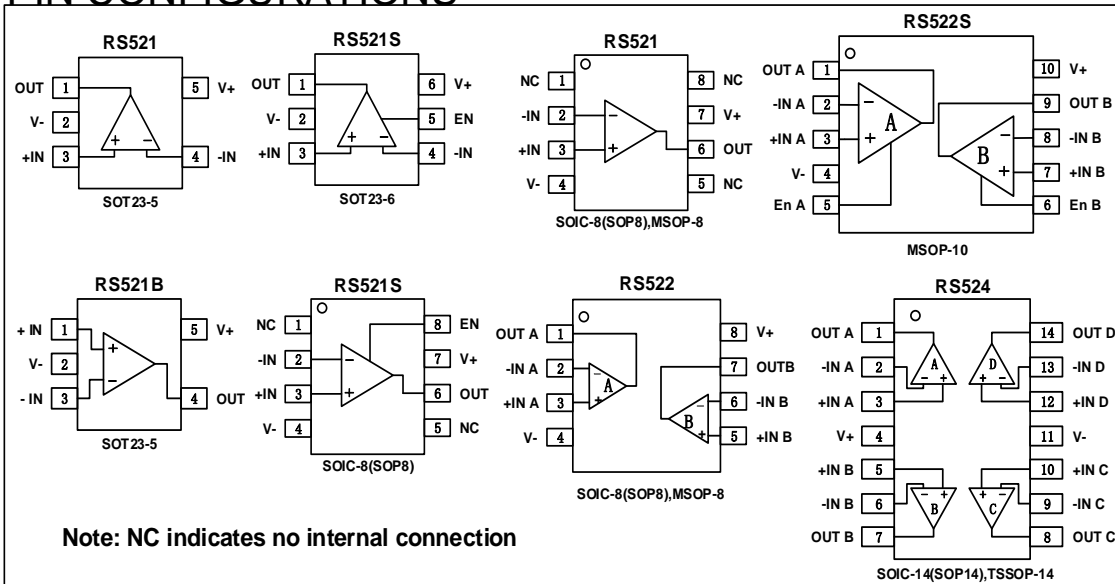 RS521
OUT 1
V- 2
+IN 3
5 V+
4 -IN
+ -
SOT23-5
RS521S
OUT 1
V- 2
+IN 3
6 V+
5 EN
4 -IN
+ -
SOT23-6
RS521
NC 1
-IN 2
+IN 3
V- 4
8 NC
7 V+
6 OUT
5 NC
-
+
SOIC-8(SOP8),MSOP-8
RS522S
OUT A 1
-IN A 2
+IN A 3
V- 4
En A 5
10 V+
9 OUT B
8 -IN B
7 +IN B
6 En B
- A +
- B +
MSOP-10
RS521B
+ IN 1
V- 2
- IN 3
5 V+
4 OUT
+
-
SOT23-5
RS521S
NC 1
-IN 2
+IN 3
V- 4
8 EN
7 V+
6 OUT
5 NC
-
+
SOIC-8(SOP8)
RS522
OUT A 1
-IN A 2
+IN A 3
V- 4
8 V+
7 OUTB
6 -IN B
5 +IN B
- A +
- B +
SOIC-8(SOP8),MSOP-8
RS524
OUT A 1
-IN A 2
+IN A 3
V+ 4
+IN B 5
-IN B 6
OUT B 7
14 OUT D
13 -IN D
12 +IN D
11 V-
10 +IN C
9 -IN C
8 OUT C
A - +
D + -
- + B
+ - C
SOIC-14(SOP14),TSSOP-14
Note: NC indicates no internal connection